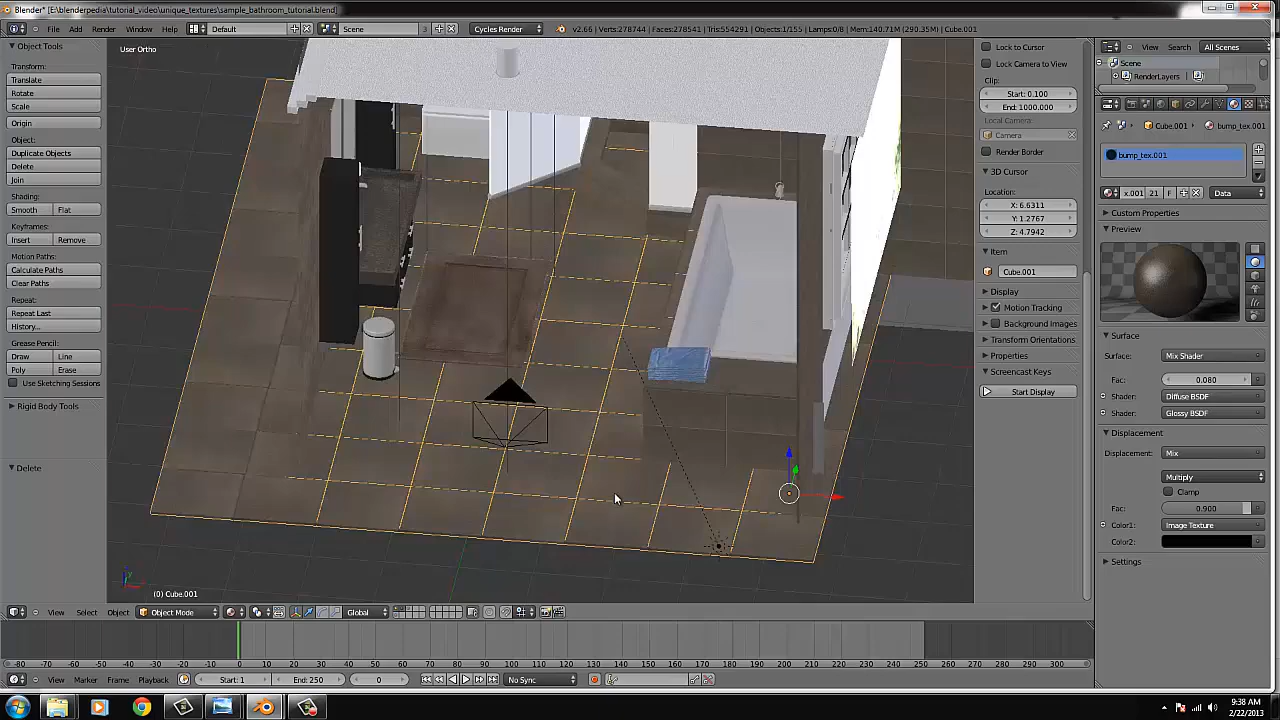 Blender* [E:\blenderpedia\tutorial_video\unique_textures\sample_bathroom_tutorial.blend]
File Add Render Window Help Default Scene 3 Cycles Render v2.66 | Verts:278744 | Faces:278541 | Tris:554291 | Objects:1/155 | Lamps:0/8 | Mem:140.71M (290.35M) | Cube.001
View Search All Scenes
Object Tools
User Ortho
Lock to Cursor
Lock Camera to View
Scene
RenderLayers
Transform:
Translate
Rotate
Scale
Origin
Object:
Duplicate Objects
Delete
Join
Shading:
Smooth Flat
Keyframes:
Insert Remove
Motion Paths:
Calculate Paths
Clear Paths
Repeat:
Repeat Last
History...
Grease Pencil:
Draw Line
Poly Erase
Use Sketching Sessions
Rigid Body Tools
Delete
Clip:
Start: 0.100
End: 1000.000
Local Camera:
Camera
Render Border
3D Cursor
Location:
X: 6.6311
Y: 1.2767
Z: 4.7942
Item
Cube.001
Display
Motion Tracking
Background Images
Transform Orientations
Properties
Screencast Keys
Start Display
Cube.001 bump_tex.001
bump_tex.001
x.001 21 F Data
Custom Properties
Preview
Surface
Surface: Mix Shader
Fac: 0.080
Shader: Diffuse BSDF
Shader: Glossy BSDF
Displacement
Displacement: Mix
Multiply
Clamp
Fac: 0.900
Color1: Image Texture
Color2:
Settings
(0) Cube.001
View Select Object Object Mode Global
-80 -70 -60 -50 -40 -30 -20 -10 0 10 20 30 40 50 60 70 80 90 100 110 120 130 140 150 160 170 180 190 200 210 220 230 240 250 260 270 280 290 300
View Marker Frame Playback Start: 1 End: 250 0 No Sync
9:38 AM
2/22/2013